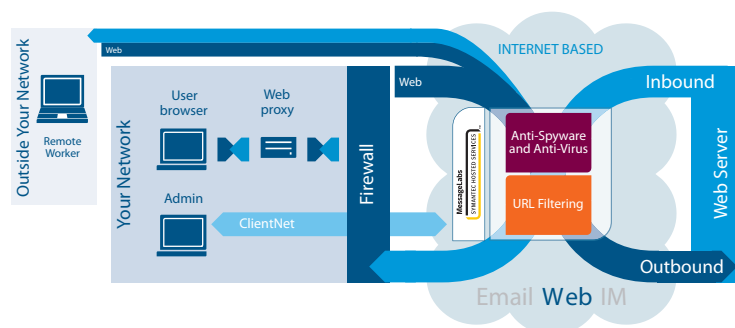 Outside Your Network
Remote
Worker
Web
INTERNET BASED
Your Network
User
browser
Web
proxy
Firewall
Web
Inbound
MessageLabs
SYMANTEC HOSTED SERVICES
Anti-Spyware
and Anti-Virus
URL Filtering
Web Server
Admin
ClientNet
Outbound
Email Web IM